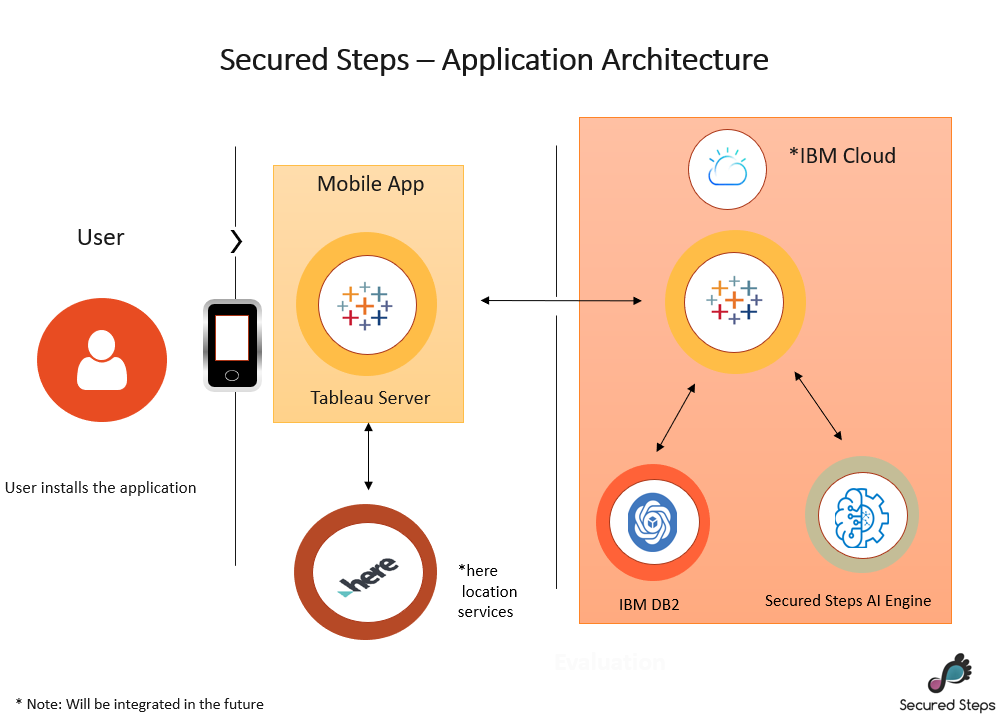 Secured Steps – Application Architecture
*IBM Cloud
Mobile App
User
Tableau Server
User installs the application
here
*here
location
services
IBM DB2
Secured Steps AI Engine
Evaluation
* Note: Will be integrated in the future
Secured Steps